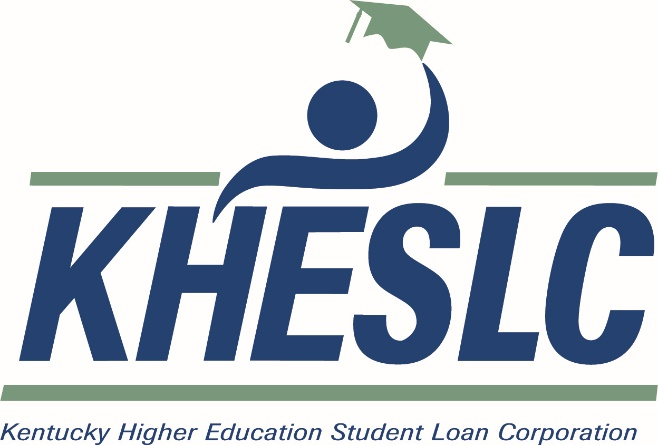 KHESLC
Kentucky Higher Education Student Loan Corporation